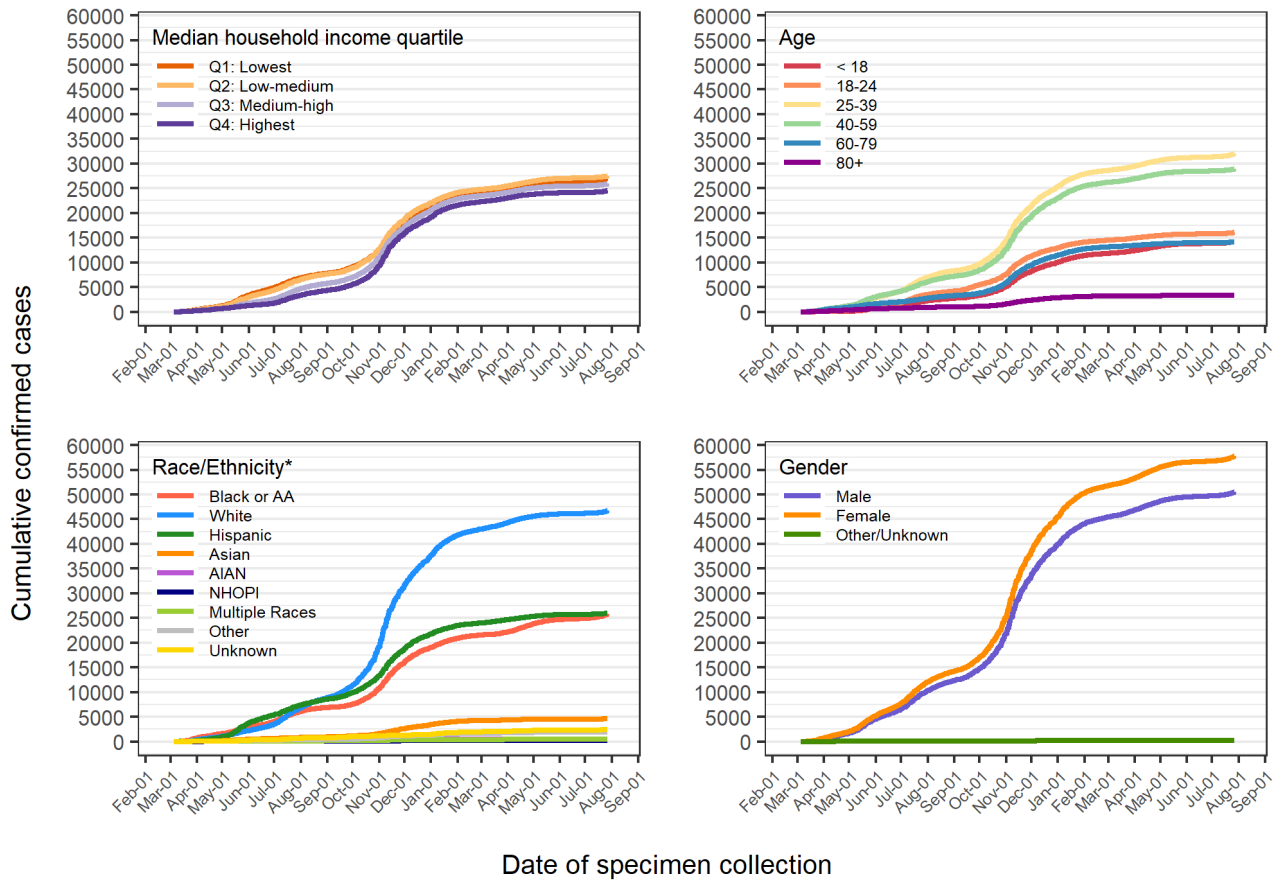 Cumulative confirmed cases
60000
55000
50000
45000
40000
35000
30000
25000
20000
15000
10000
5000
0
Median household income quartile
Q1: Lowest
Q2: Low-medium
Q3: Medium-high
Q4: Highest
Feb-01 Mar-01 Apr-01 May-01 Jun-01 Jul-01 Aug-01 Sep-01 Oct-01 Nov-01 Dec-01 Jan-01 Feb-01 Mar-01 Apr-01 May-01 Jun-01 Jul-01 Aug-01 Sep-01
60000
55000
50000
45000
40000
35000
30000
25000
20000
15000
10000
5000
0
Age
< 18
18-24
25-39
40-59
60-79
80+
Feb-01 Mar-01 Apr-01 May-01 Jun-01 Jul-01 Aug-01 Sep-01 Oct-01 Nov-01 Dec-01 Jan-01 Feb-01 Mar-01 Apr-01 May-01 Jun-01 Jul-01 Aug-01 Sep-01
60000
55000
50000
45000
40000
35000
30000
25000
20000
15000
10000
5000
0
Race/Ethnicity*
Black or AA
White
Hispanic
Asian
AIAN
NHOPI
Multiple Races
Other
Unknown
Feb-01 Mar-01 Apr-01 May-01 Jun-01 Jul-01 Aug-01 Sep-01 Oct-01 Nov-01 Dec-01 Jan-01 Feb-01 Mar-01 Apr-01 May-01 Jun-01 Jul-01 Aug-01 Sep-01
60000
55000
50000
45000
40000
35000
30000
25000
20000
15000
10000
5000
0
Gender
Male
Female
Other/Unknown
Feb-01 Mar-01 Apr-01 May-01 Jun-01 Jul-01 Aug-01 Sep-01 Oct-01 Nov-01 Dec-01 Jan-01 Feb-01 Mar-01 Apr-01 May-01 Jun-01 Jul-01 Aug-01 Sep-01
Date of specimen collection